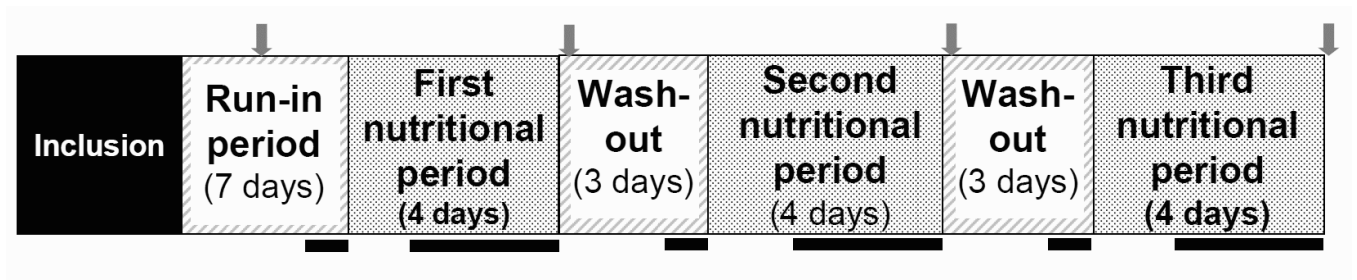 Inclusion
Run-in
period
(7 days)
First
nutritional
period
(4 days)
Wash-
out
(3 days)
Second
nutritional
period
(4 days)
Wash-
out
(3 days)
Third
nutritional
period
(4 days)